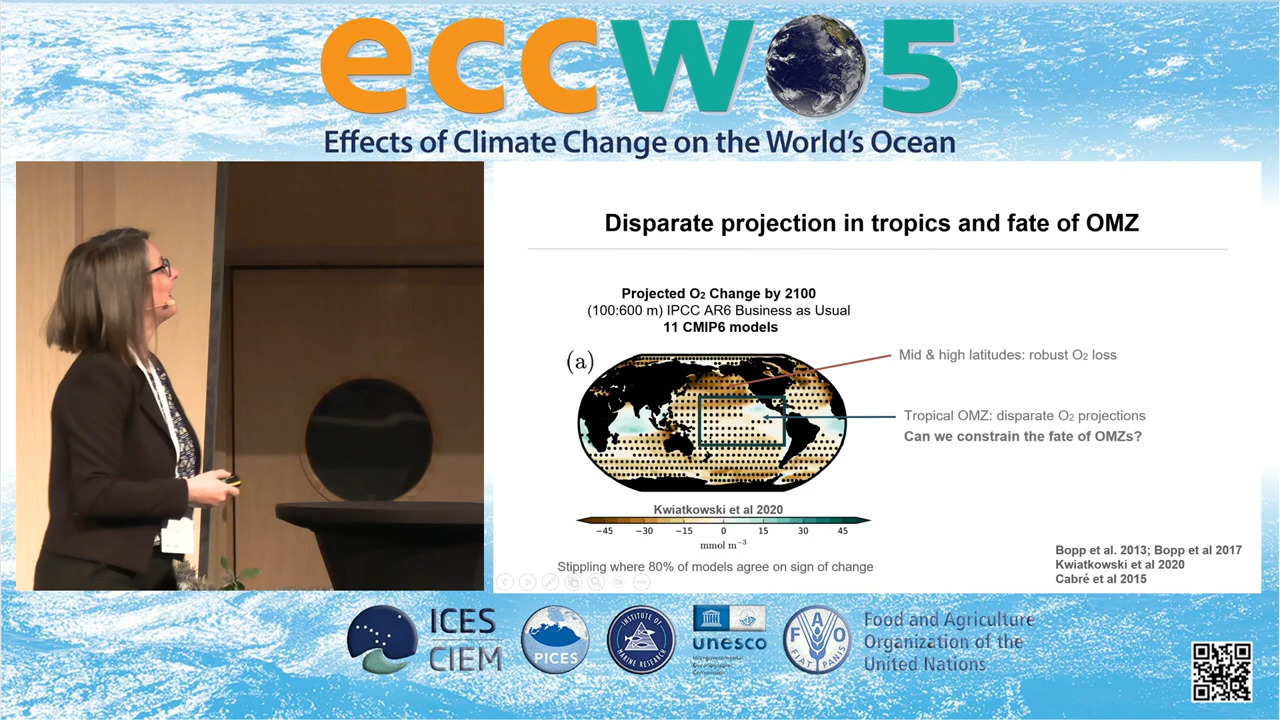 eccwo5
Effects of Climate Change on the World's Ocean
Disparate projection in tropics and fate of OMZ
Projected O₂ Change by 2100
(100:600 m) IPCC AR6 Business as Usual
11 CMIP6 models
(a)
Mid & high latitudes: robust O₂ loss
Tropical OMZ: disparate O₂ projections
Can we constrain the fate of OMZs?
Kwiatkowski et al 2020
−45 −30 −15 0 15 30 45
mmol m⁻³
Stippling where 80% of models agree on sign of change
Bopp et al. 2013; Bopp et al 2017
Kwiatkowski et al 2020
Cabré et al 2015
ICES
CIEM
PICES
INSTITUTE OF
MARINE RESEARCH
unesco
Intergovernmental
Oceanographic
Commission
FAO
FIAT PANIS
Food and Agriculture
Organization of the
United Nations